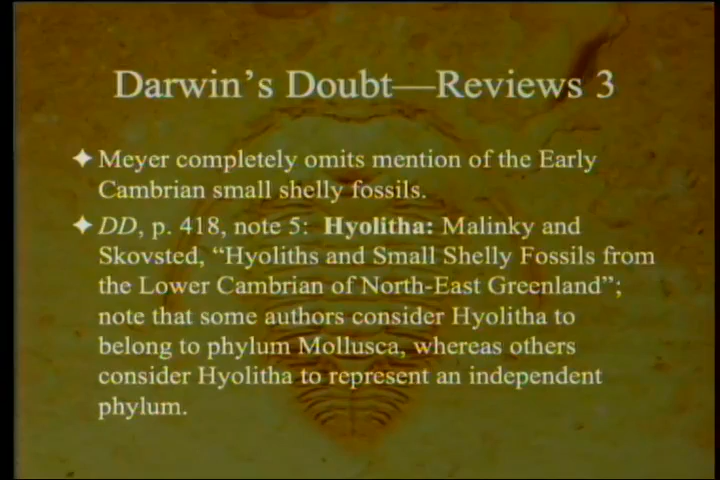 Darwin's Doubt—Reviews 3
Meyer completely omits mention of the Early
Cambrian small shelly fossils.
DD, p. 418, note 5: Hyolitha: Malinky and
Skovsted, “Hyoliths and Small Shelly Fossils from
the Lower Cambrian of North-East Greenland”;
note that some authors consider Hyolitha to
belong to phylum Mollusca, whereas others
consider Hyolitha to represent an independent
phylum.